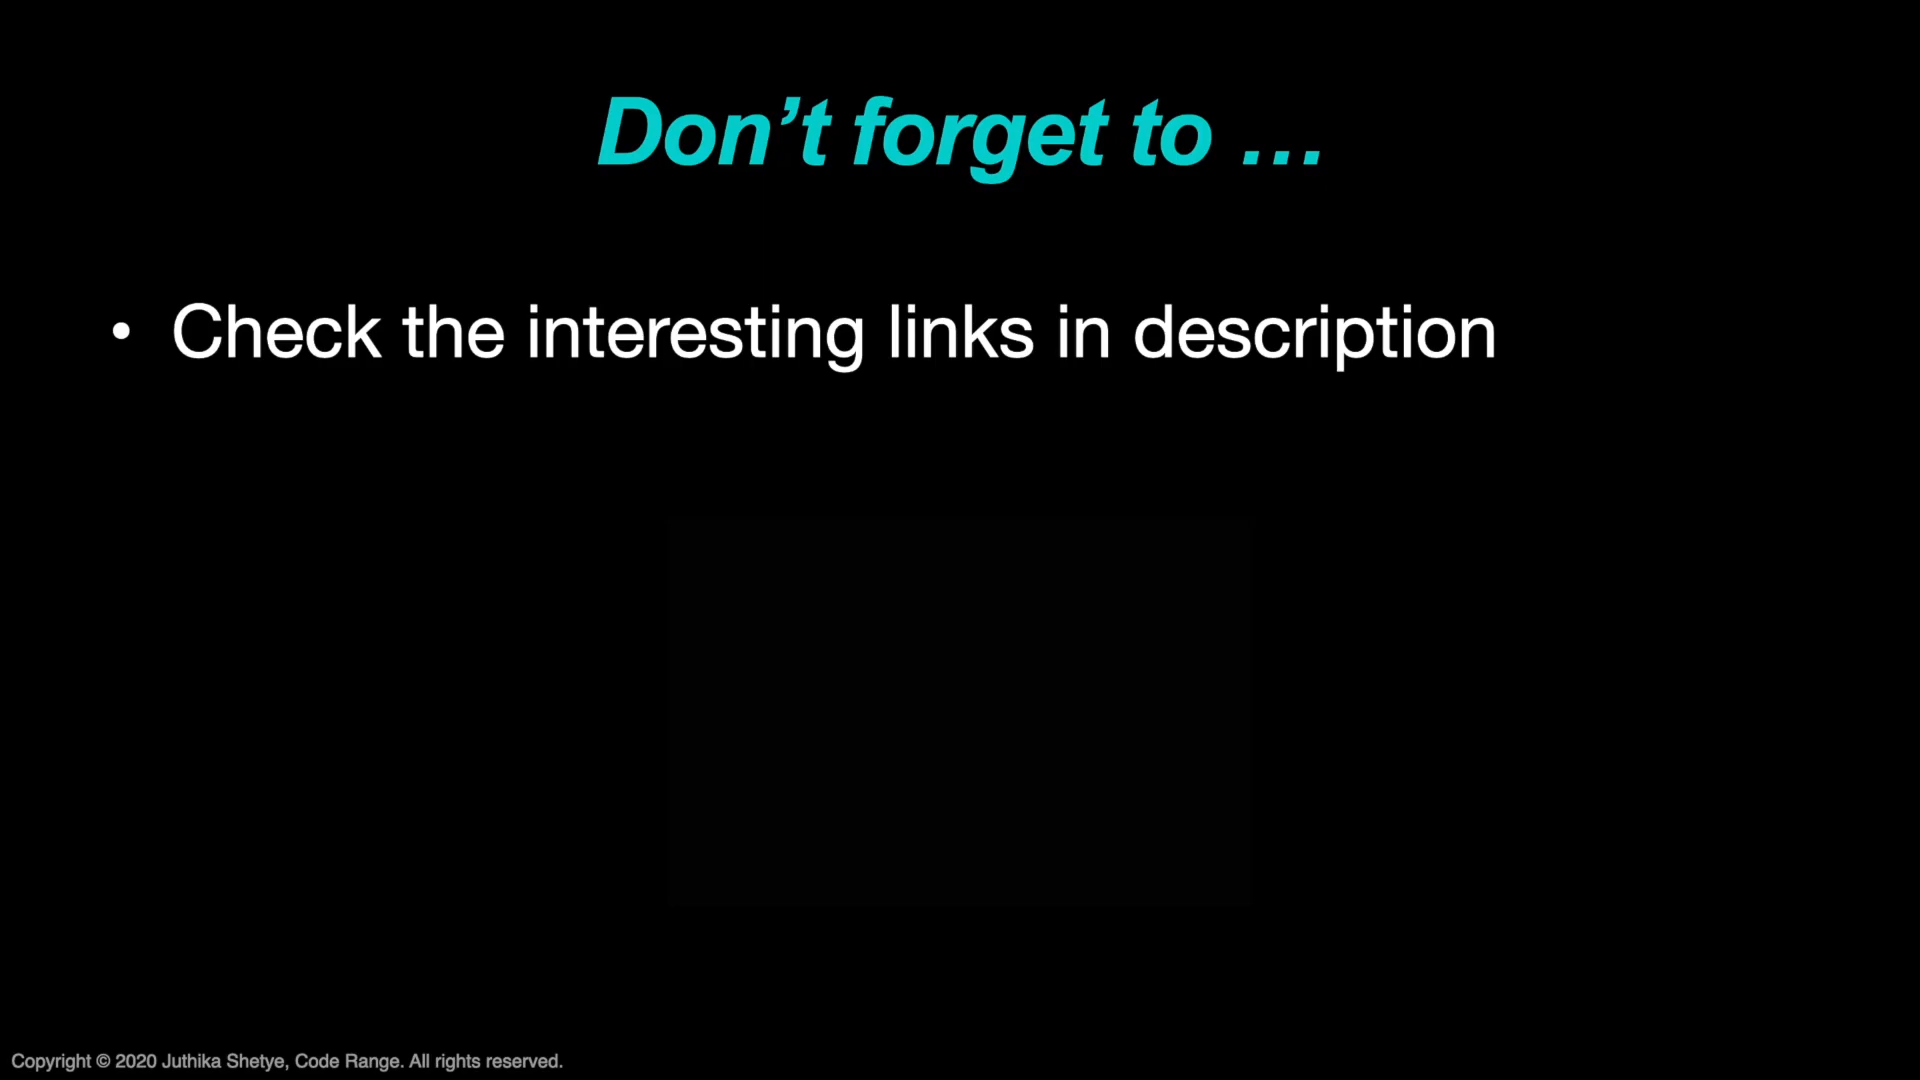 Don’t forget to …
• Check the interesting links in description
Copyright © 2020 Juthika Shetye, Code Range. All rights reserved.